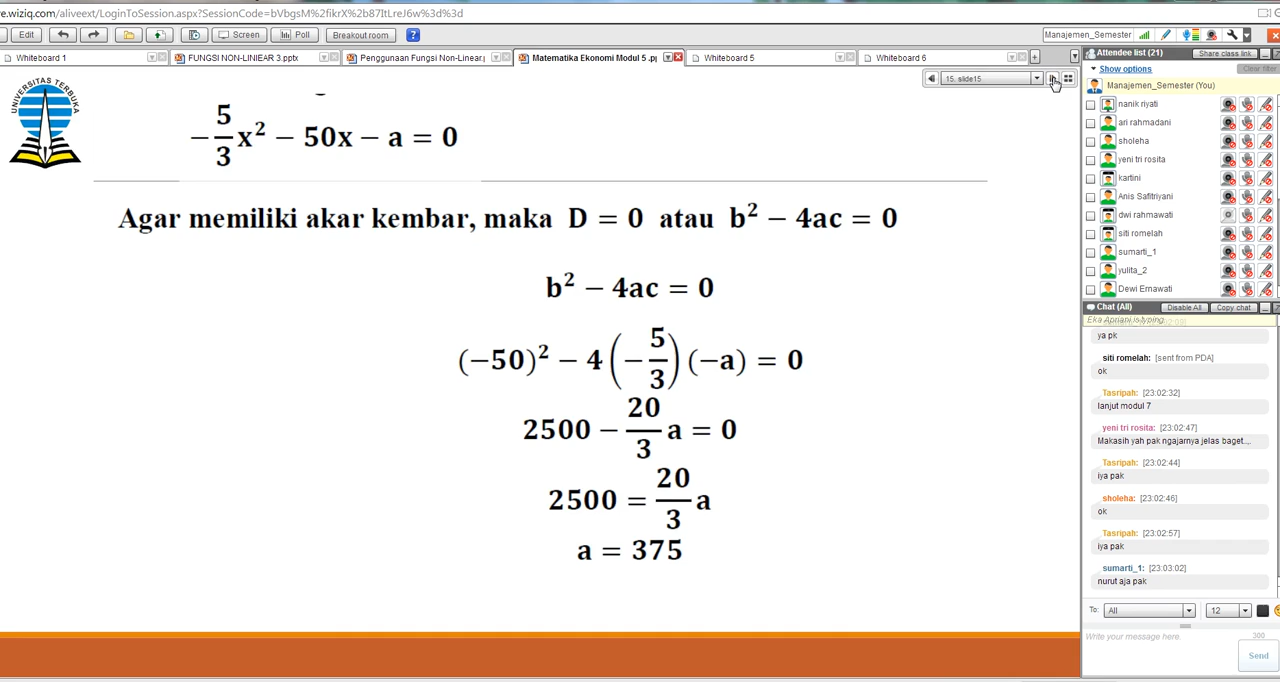 re.wiziq.com/aliveext/LoginToSession.aspx?SessionCode=bVbgsM%2fikrX%2b87ItLreJ6w%3d%3d
Edit
Screen
Poll
Breakout room
?
Manajemen_Semester
Whiteboard 1
FUNGSI NON-LINIEAR 3.pptx
Penggunaan Fungsi Non-Linear.p
Matematika Ekonomi Modul 5 .p
Whiteboard 5
Whiteboard 6
15. slide15
UNIVERSITAS TERBUKA
−5/3x² − 50x − a = 0
Agar memiliki akar kembar, maka D = 0 atau b² − 4ac = 0
b² − 4ac = 0
(−50)² − 4(−5/3)(−a) = 0
2500 − 20/3 a = 0
2500 = 20/3 a
a = 375
Attendee list (21)
Share class link
Show options
Clear filter
Manajemen_Semester (You)
nanik riyati
ari rahmadani
sholeha
yeni tri rosita
kartini
Anis Safitriyani
dwi rahmawati
siti romelah
sumarti_1
yulita_2
Dewi Ernawati
Chat (All)
Disable All
Copy chat
Eka Apriani is typing
ya pk
siti romelah: [sent from PDA]
ok
Tasripah: [23:02:32]
lanjut modul 7
yeni tri rosita: [23:02:47]
Makasih yah pak ngajarnya jelas baget.,.
Tasripah: [23:02:44]
iya pak
sholeha: [23:02:46]
ok
Tasripah: [23:02:57]
iya pak
sumarti_1: [23:03:02]
nurut aja pak
To:
All
12
Write your message here.
300
Send